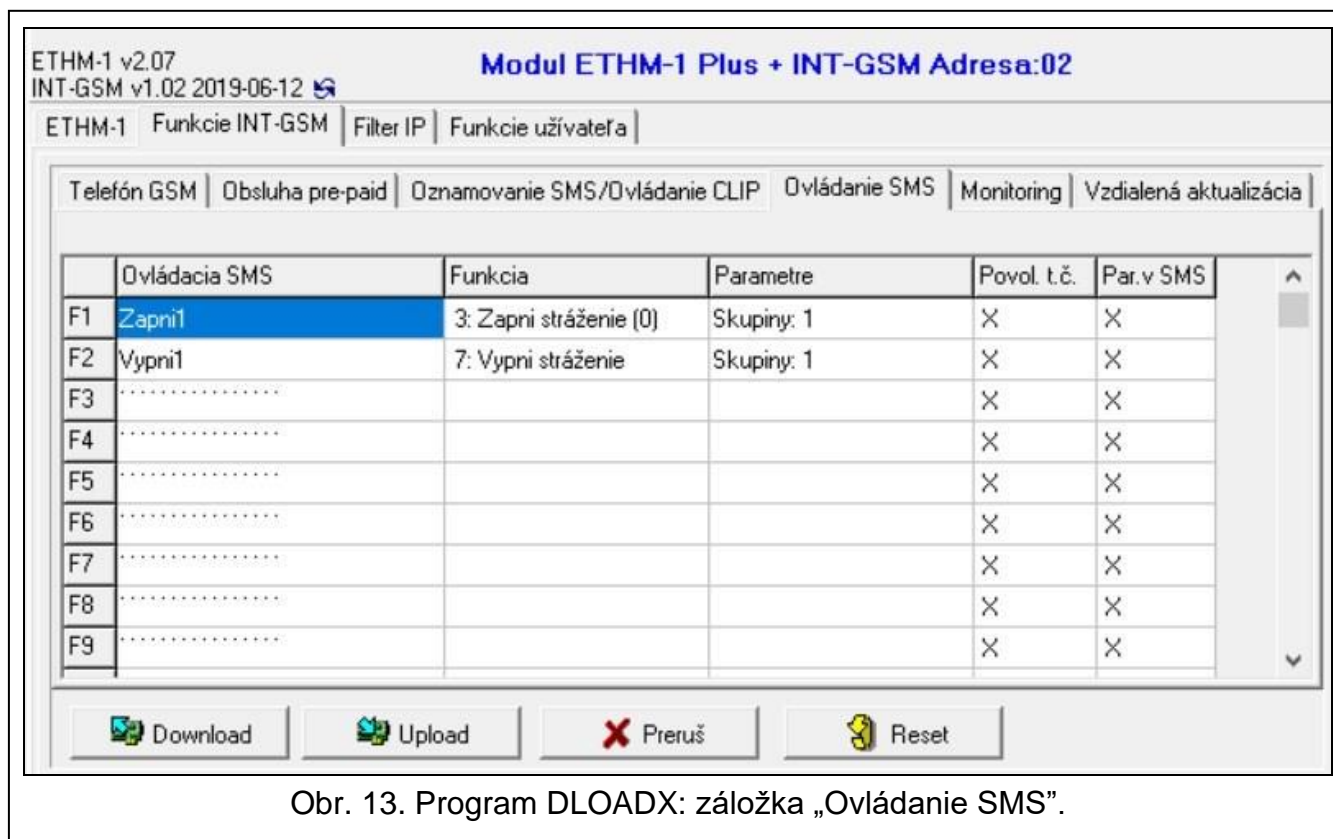 ETHM-1 v2.07
INT-GSM v1.02 2019-06-12
Modul ETHM-1 Plus + INT-GSM Adresa:02
ETHM-1 Funkcie INT-GSM Filter IP Funkcie užívateľa
Telefón GSM Obsluha pre-paid Oznamovanie SMS/Ovládanie CLIP Ovládanie SMS Monitoring Vzdialená aktualizácia
Ovládacia SMS Funkcia Parametre Povol. t.č. Par.v SMS
F1 Zapni1 3: Zapni stráženie (0) Skupiny: 1 X X
F2 Vypni1 7: Vypni stráženie Skupiny: 1 X X
F3 ................ X X
F4 ................ X X
F5 ................ X X
F6 ................ X X
F7 ................ X X
F8 ................ X X
F9 ................ X X
Download Upload Preruš Reset
Obr. 13. Program DLOADX: záložka „Ovládanie SMS”.